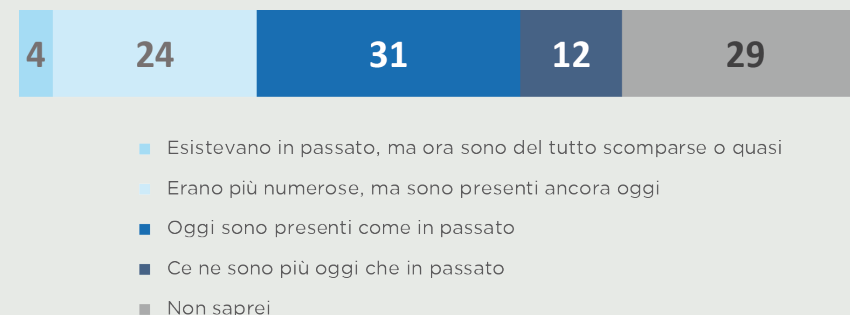 4 24 31 12 29
Esistevano in passato, ma ora sono del tutto scomparse o quasi
Erano più numerose, ma sono presenti ancora oggi
Oggi sono presenti come in passato
Ce ne sono più oggi che in passato
Non saprei